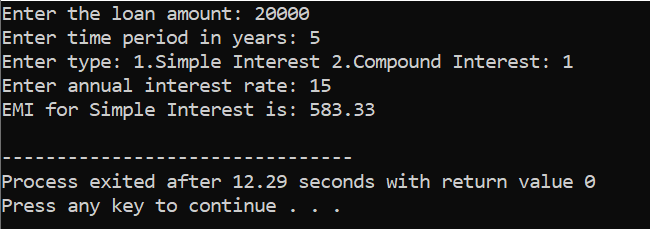 Enter the loan amount: 20000
Enter time period in years: 5
Enter type: 1.Simple Interest 2.Compound Interest: 1
Enter annual interest rate: 15
EMI for Simple Interest is: 583.33
--------------------------------
Process exited after 12.29 seconds with return value 0
Press any key to continue . . .